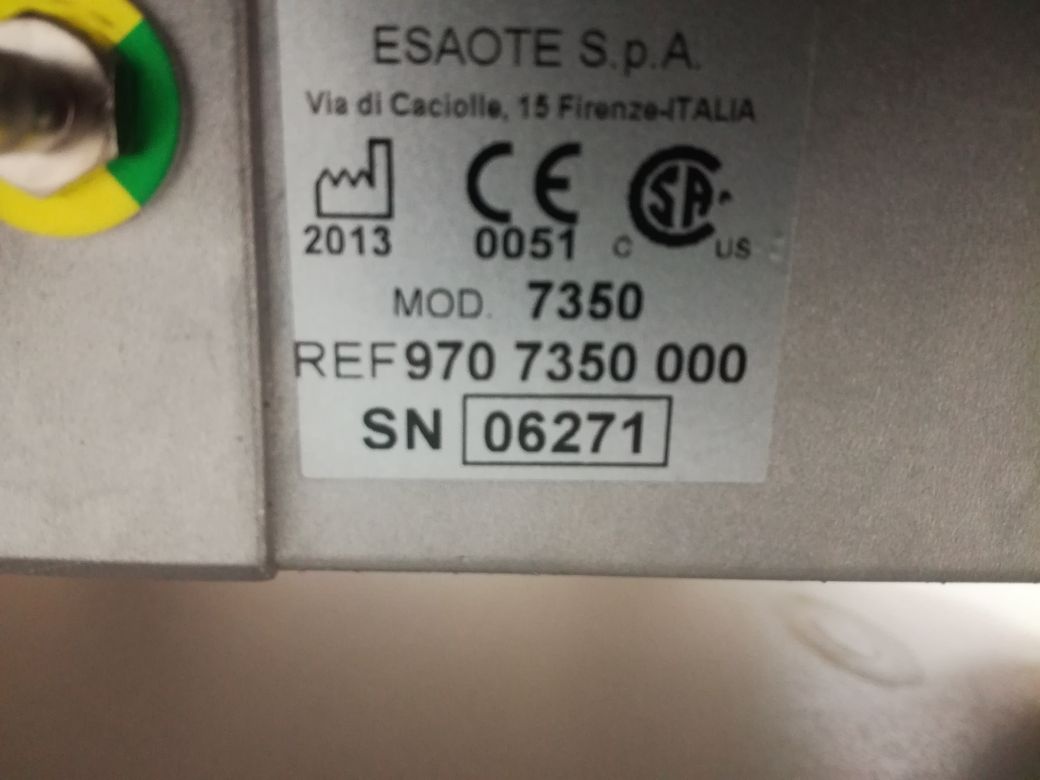 ESAOTE S.p.A.
Via di Caciolle, 15 Firenze-ITALIA
2013 CE 0051 C SA US
MOD. 7350
REF 970 7350 000
SN 06271